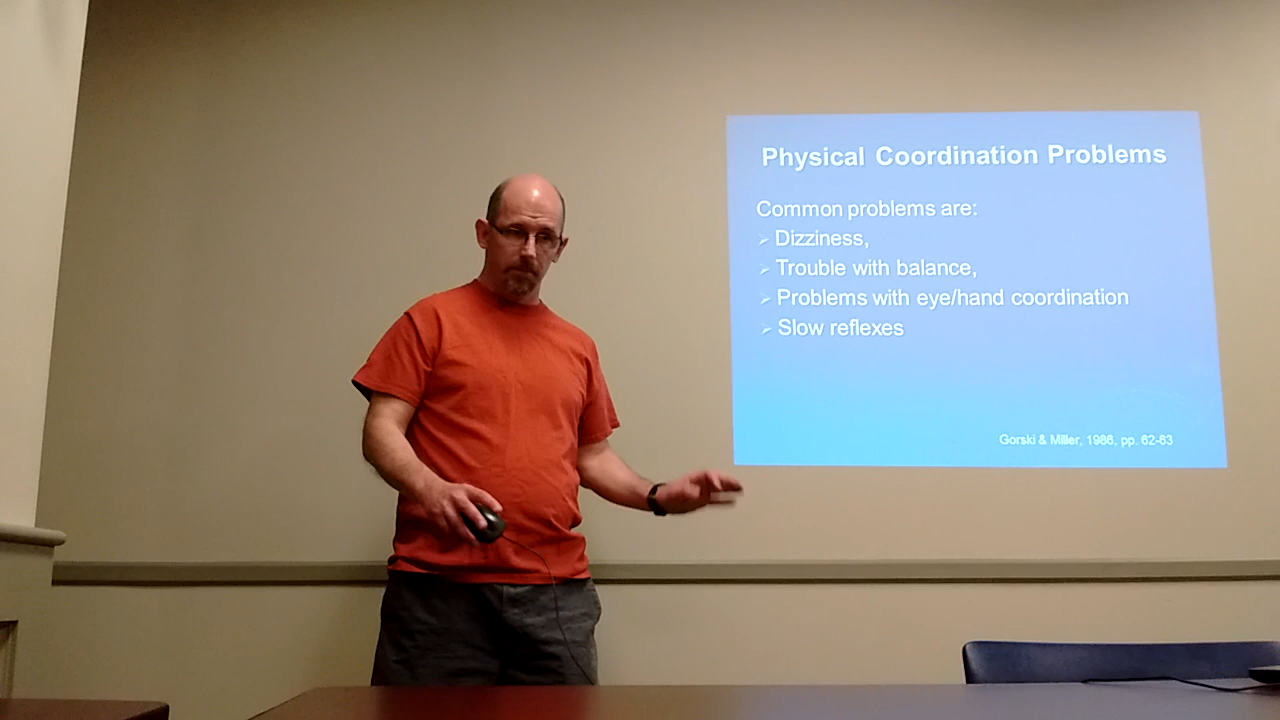 Physical Coordination Problems
Common problems are:
➢ Dizziness,
➢ Trouble with balance,
➢ Problems with eye/hand coordination
➢ Slow reflexes
Gorski & Miller, 1986, pp. 62-63